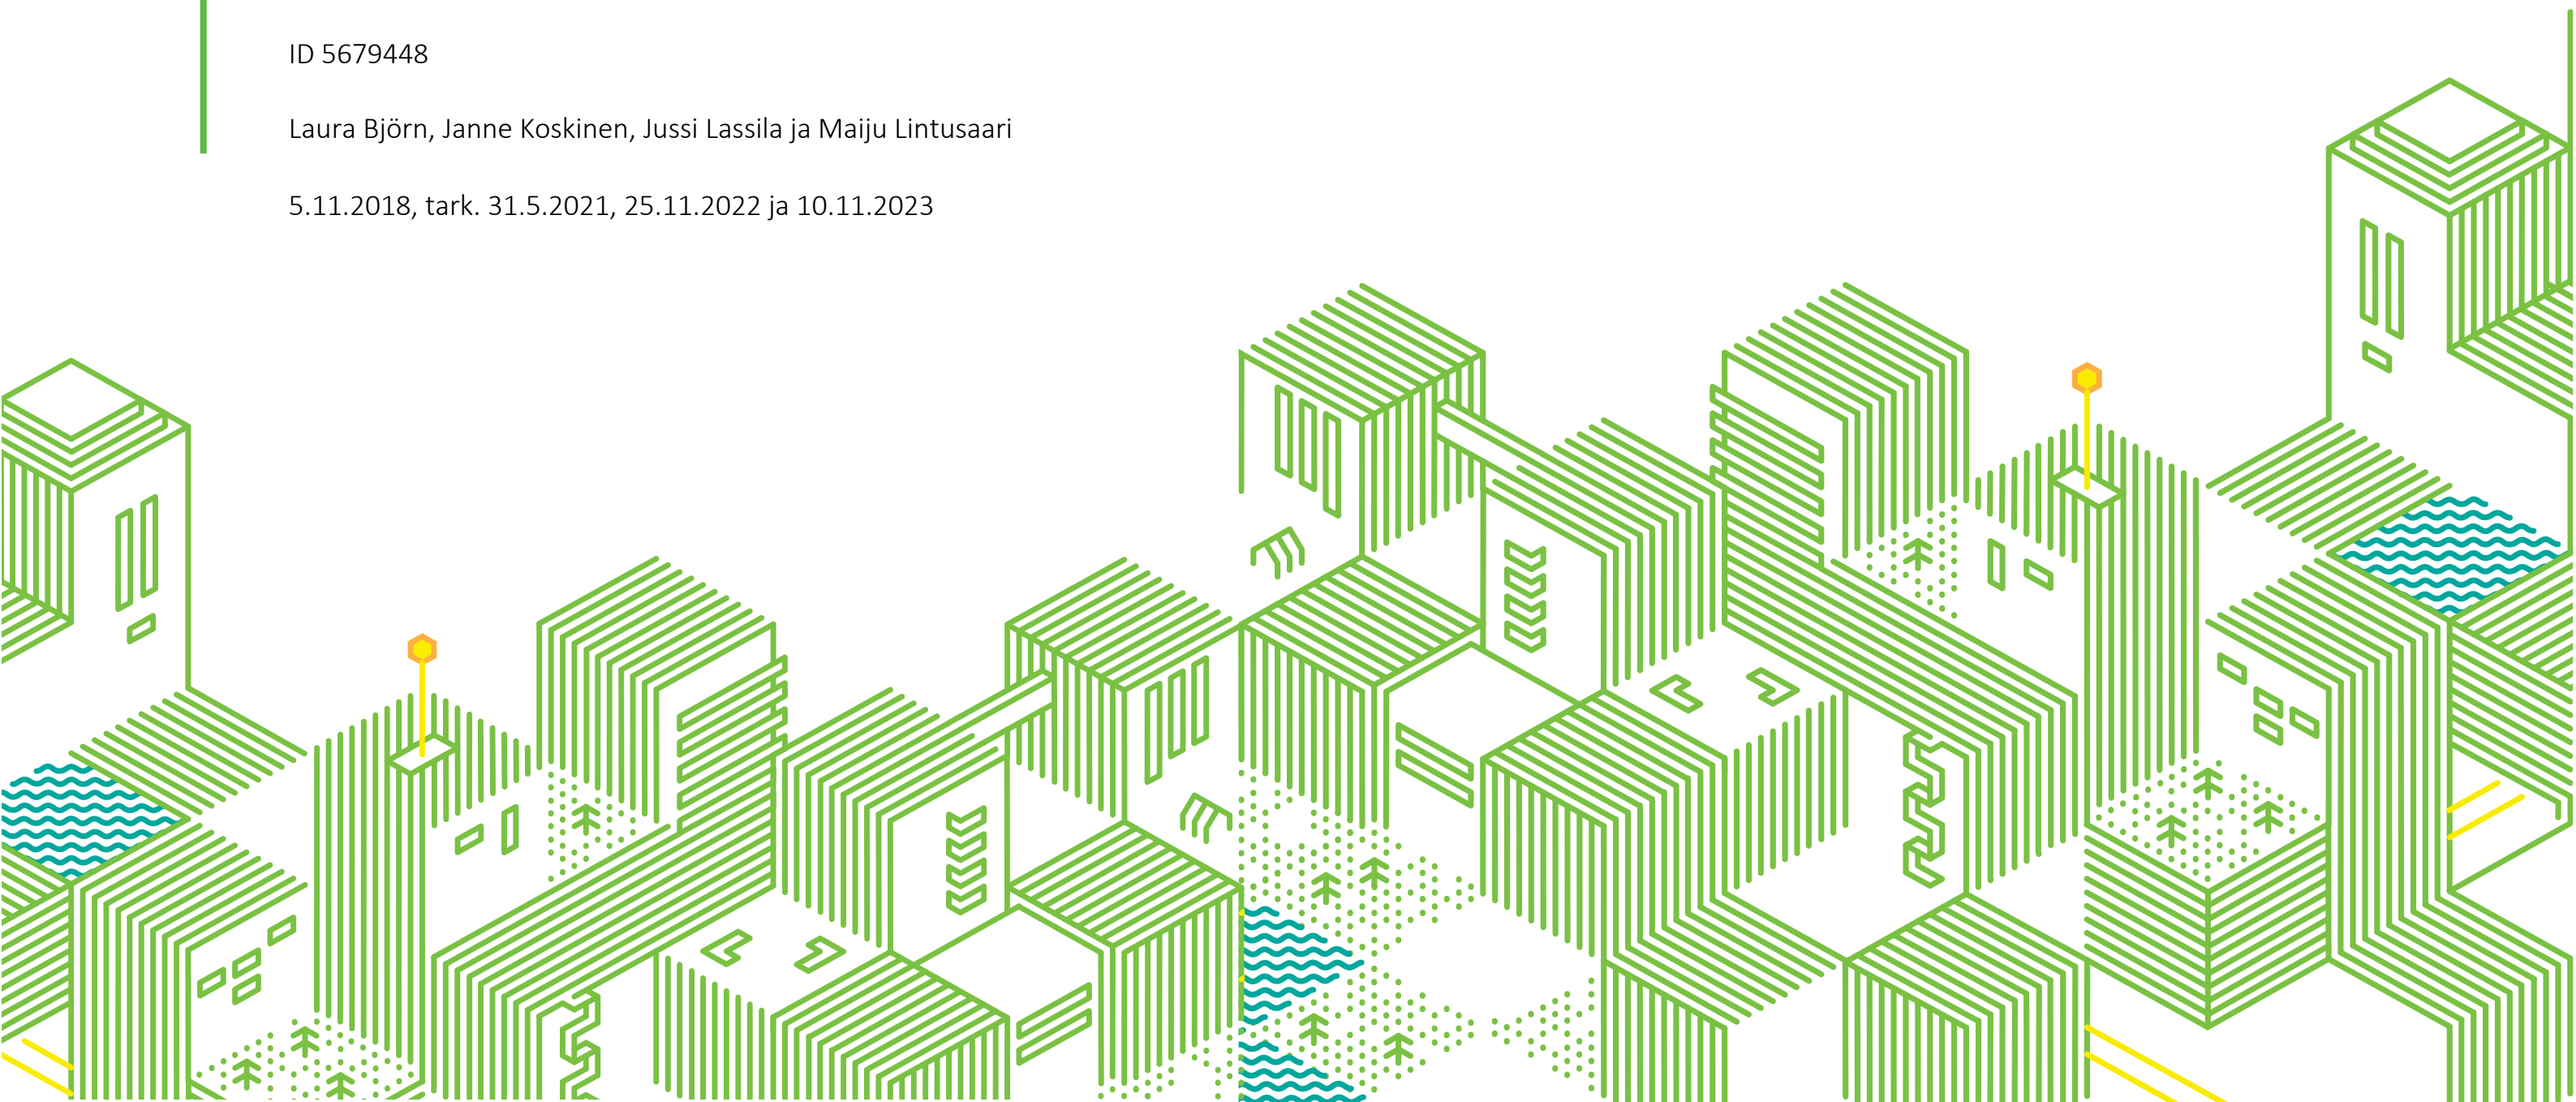 ID 5679448
Laura Björn, Janne Koskinen, Jussi Lassila ja Maiju Lintusaari
5.11.2018, tark. 31.5.2021, 25.11.2022 ja 10.11.2023